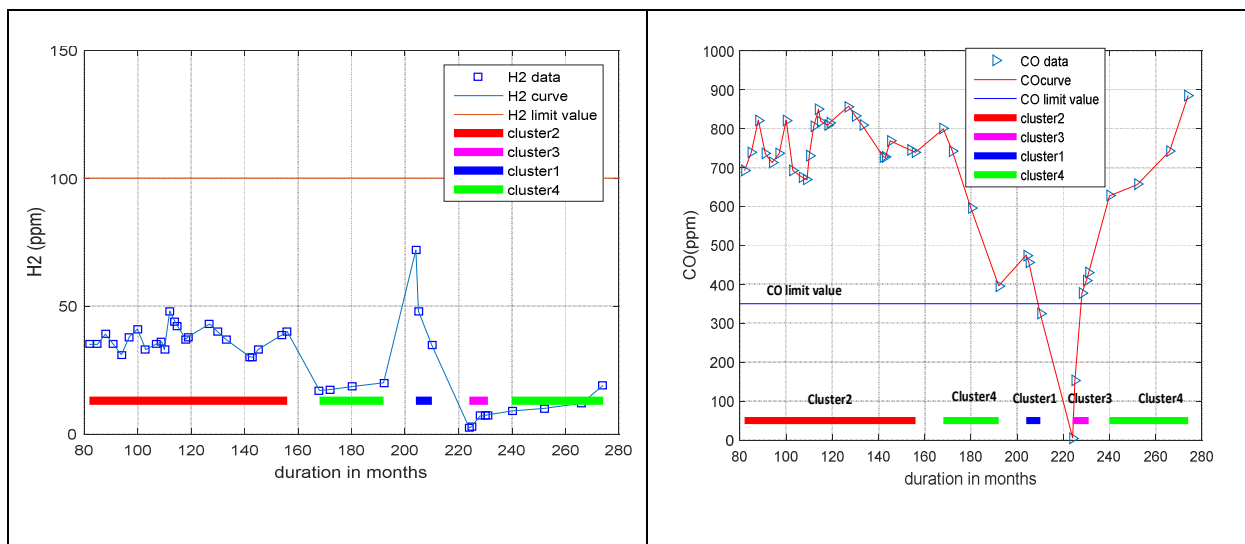 150
100
50
0
H2 (ppm)
80 100 120 140 160 180 200 220 240 260 280
duration in months
H2 data
H2 curve
H2 limit value
cluster2
cluster3
cluster1
cluster4
1000
900
800
700
600
500
400
300
200
100
0
CO(ppm)
80 100 120 140 160 180 200 220 240 260 280
duration in months
CO data
COcurve
CO limit value
cluster2
cluster3
cluster1
cluster4
CO limit value
Cluster2
Cluster4
Cluster1
Cluster3
Cluster4